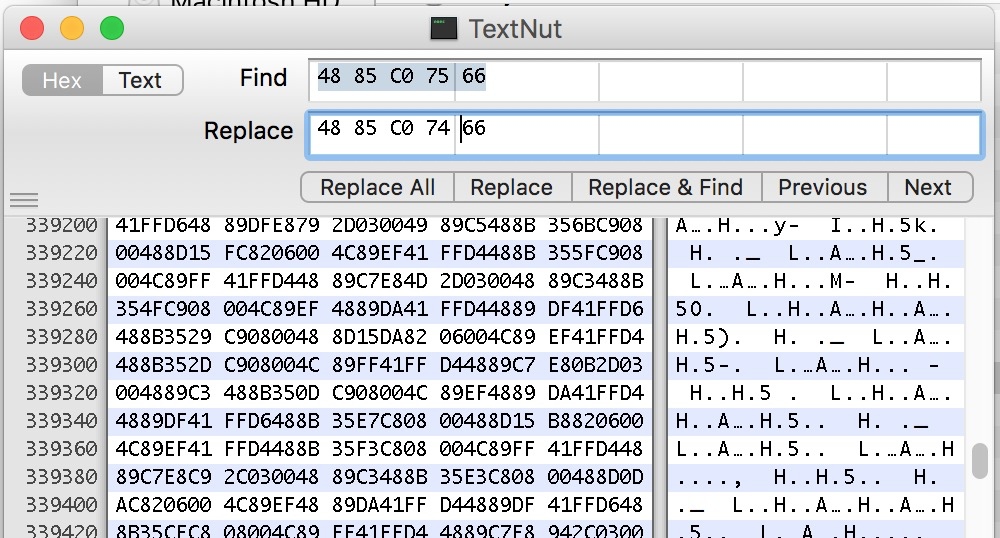 Macintosh HD
TextNut
Hex Text Find 48 85 C0 75 66
Replace 48 85 C0 74 66
Replace All Replace Replace & Find Previous Next
339200 41FFD648 89DFE879 2D030049 89C5488B 356BC908 A..H...y- I..H.5k.
339220 00488D15 FC820600 4C89EF41 FFD4488B 355FC908 H. ._ L..A..H.5_.
339240 004C89FF 41FFD448 89C7E84D 2D030048 89C3488B L..A..H...M- H..H.
339260 354FC908 004C89EF 4889DA41 FFD44889 DF41FFD6 5O. L..H..A..H..A..
339280 488B3529 C9080048 8D15DA82 06004C89 EF41FFD4 H.5). H. ._ L..A..
339300 488B352D C908004C 89FF41FF D44889C7 E80B2D03 H.5-. L..A..H... -
339320 004889C3 488B350D C908004C 89EF4889 DA41FFD4 H..H.5 . L..H..A..
339340 4889DF41 FFD6488B 35E7C808 00488D15 B8820600 H..A..H.5.. H. ._
339360 4C89EF41 FFD4488B 35F3C808 004C89FF 41FFD448 L..A..H.5.. L..A..H
339380 89C7E8C9 2C030048 89C3488B 35E3C808 00488D0D ...., H..H.5.. H.
339400 AC820600 4C89EF48 89DA41FF D44889DF 41FFD648 ._ L..H..A..H..A..H
339420 8B35CFC8 08004C89 FF41FFD4 4889C7E8 942C0300 .5.. L..A..H.....